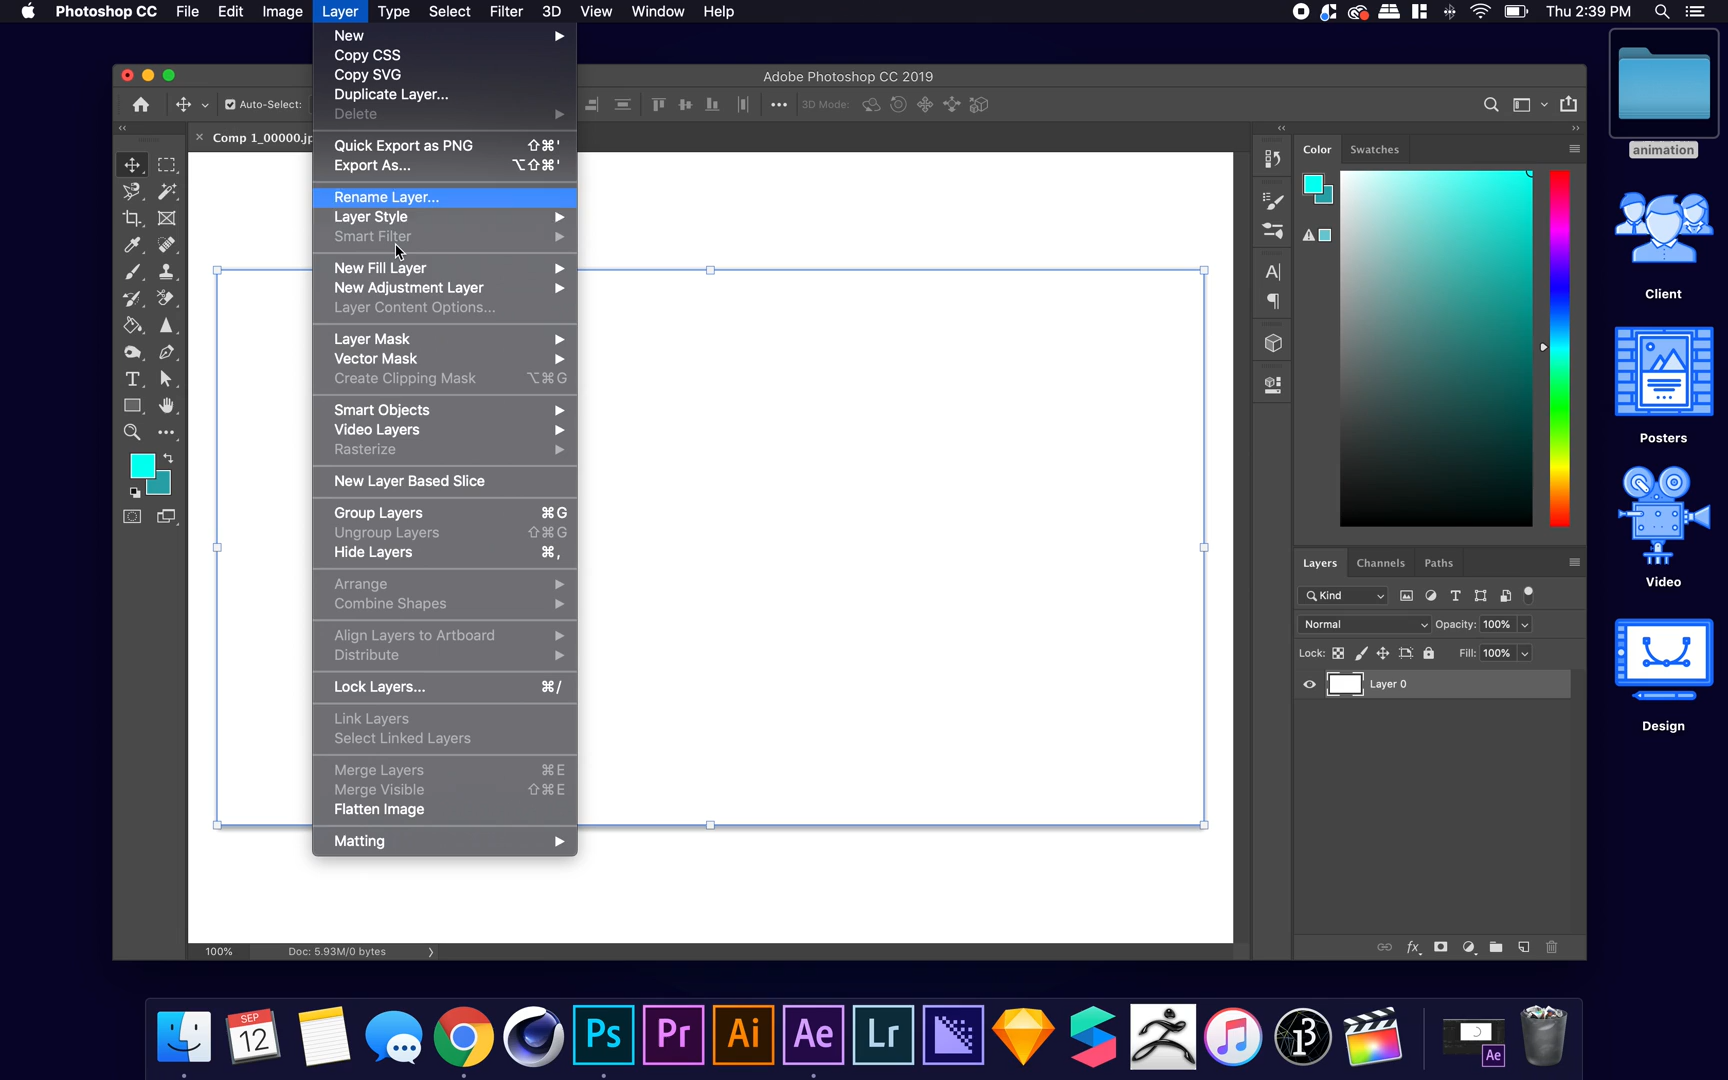 Photoshop CC File Edit Image Layer Type Select Filter 3D View Window Help Thu 2:39 PM
Adobe Photoshop CC 2019
Auto-Select: 3D Mode:
Comp 1_00000.jp
New
Copy CSS
Copy SVG
Duplicate Layer...
Delete
Quick Export as PNG ⇧⌘'
Export As... ⌥⇧⌘'
Rename Layer...
Layer Style
Smart Filter
New Fill Layer
New Adjustment Layer
Layer Content Options...
Layer Mask
Vector Mask
Create Clipping Mask ⌥⌘G
Smart Objects
Video Layers
Rasterize
New Layer Based Slice
Group Layers ⌘G
Ungroup Layers ⇧⌘G
Hide Layers ⌘,
Arrange
Combine Shapes
Align Layers to Artboard
Distribute
Lock Layers... ⌘/
Link Layers
Select Linked Layers
Merge Layers ⌘E
Merge Visible ⇧⌘E
Flatten Image
Matting
100% Doc: 5.93M/0 bytes
Color Swatches
Layers Channels Paths
Kind
Normal Opacity: 100%
Lock: Fill: 100%
Layer 0
fx
animation
Client
Posters
Video
Design
SEP
12
Ps Pr Ai Ae Lr
i3
Ae